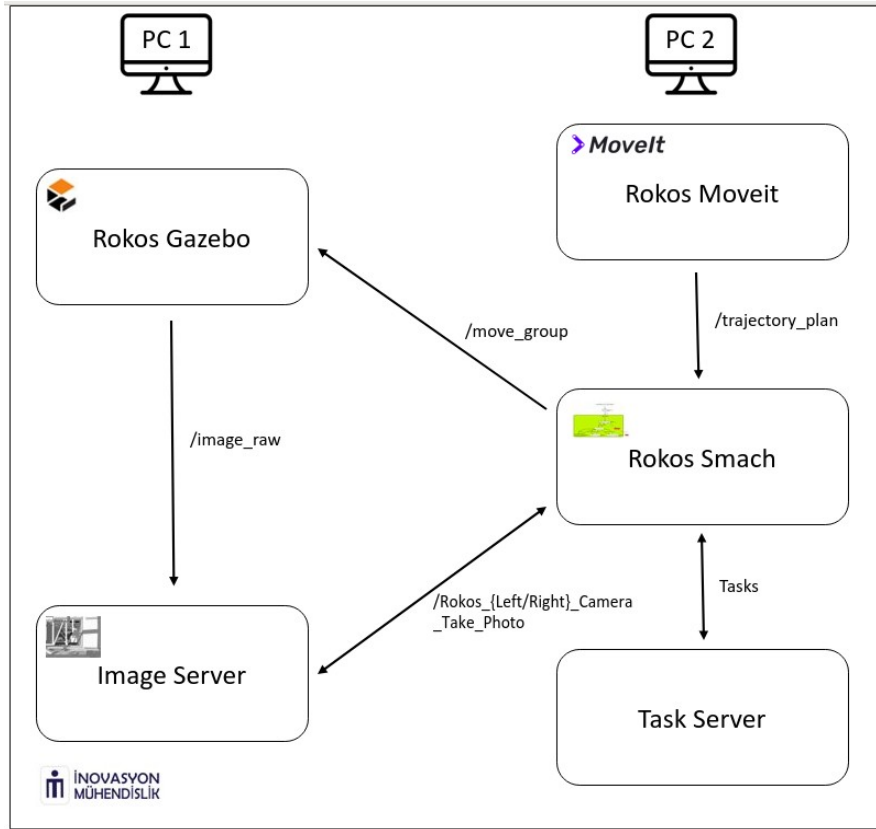 PC 1
PC 2
MoveIt
Rokos Moveit
Rokos Gazebo
/move_group
/trajectory_plan
/image_raw
Rokos Smach
/Rokos_{Left/Right}_Camera
_Take_Photo
Tasks
Image Server
Task Server
İNOVASYON
MÜHENDİSLİK